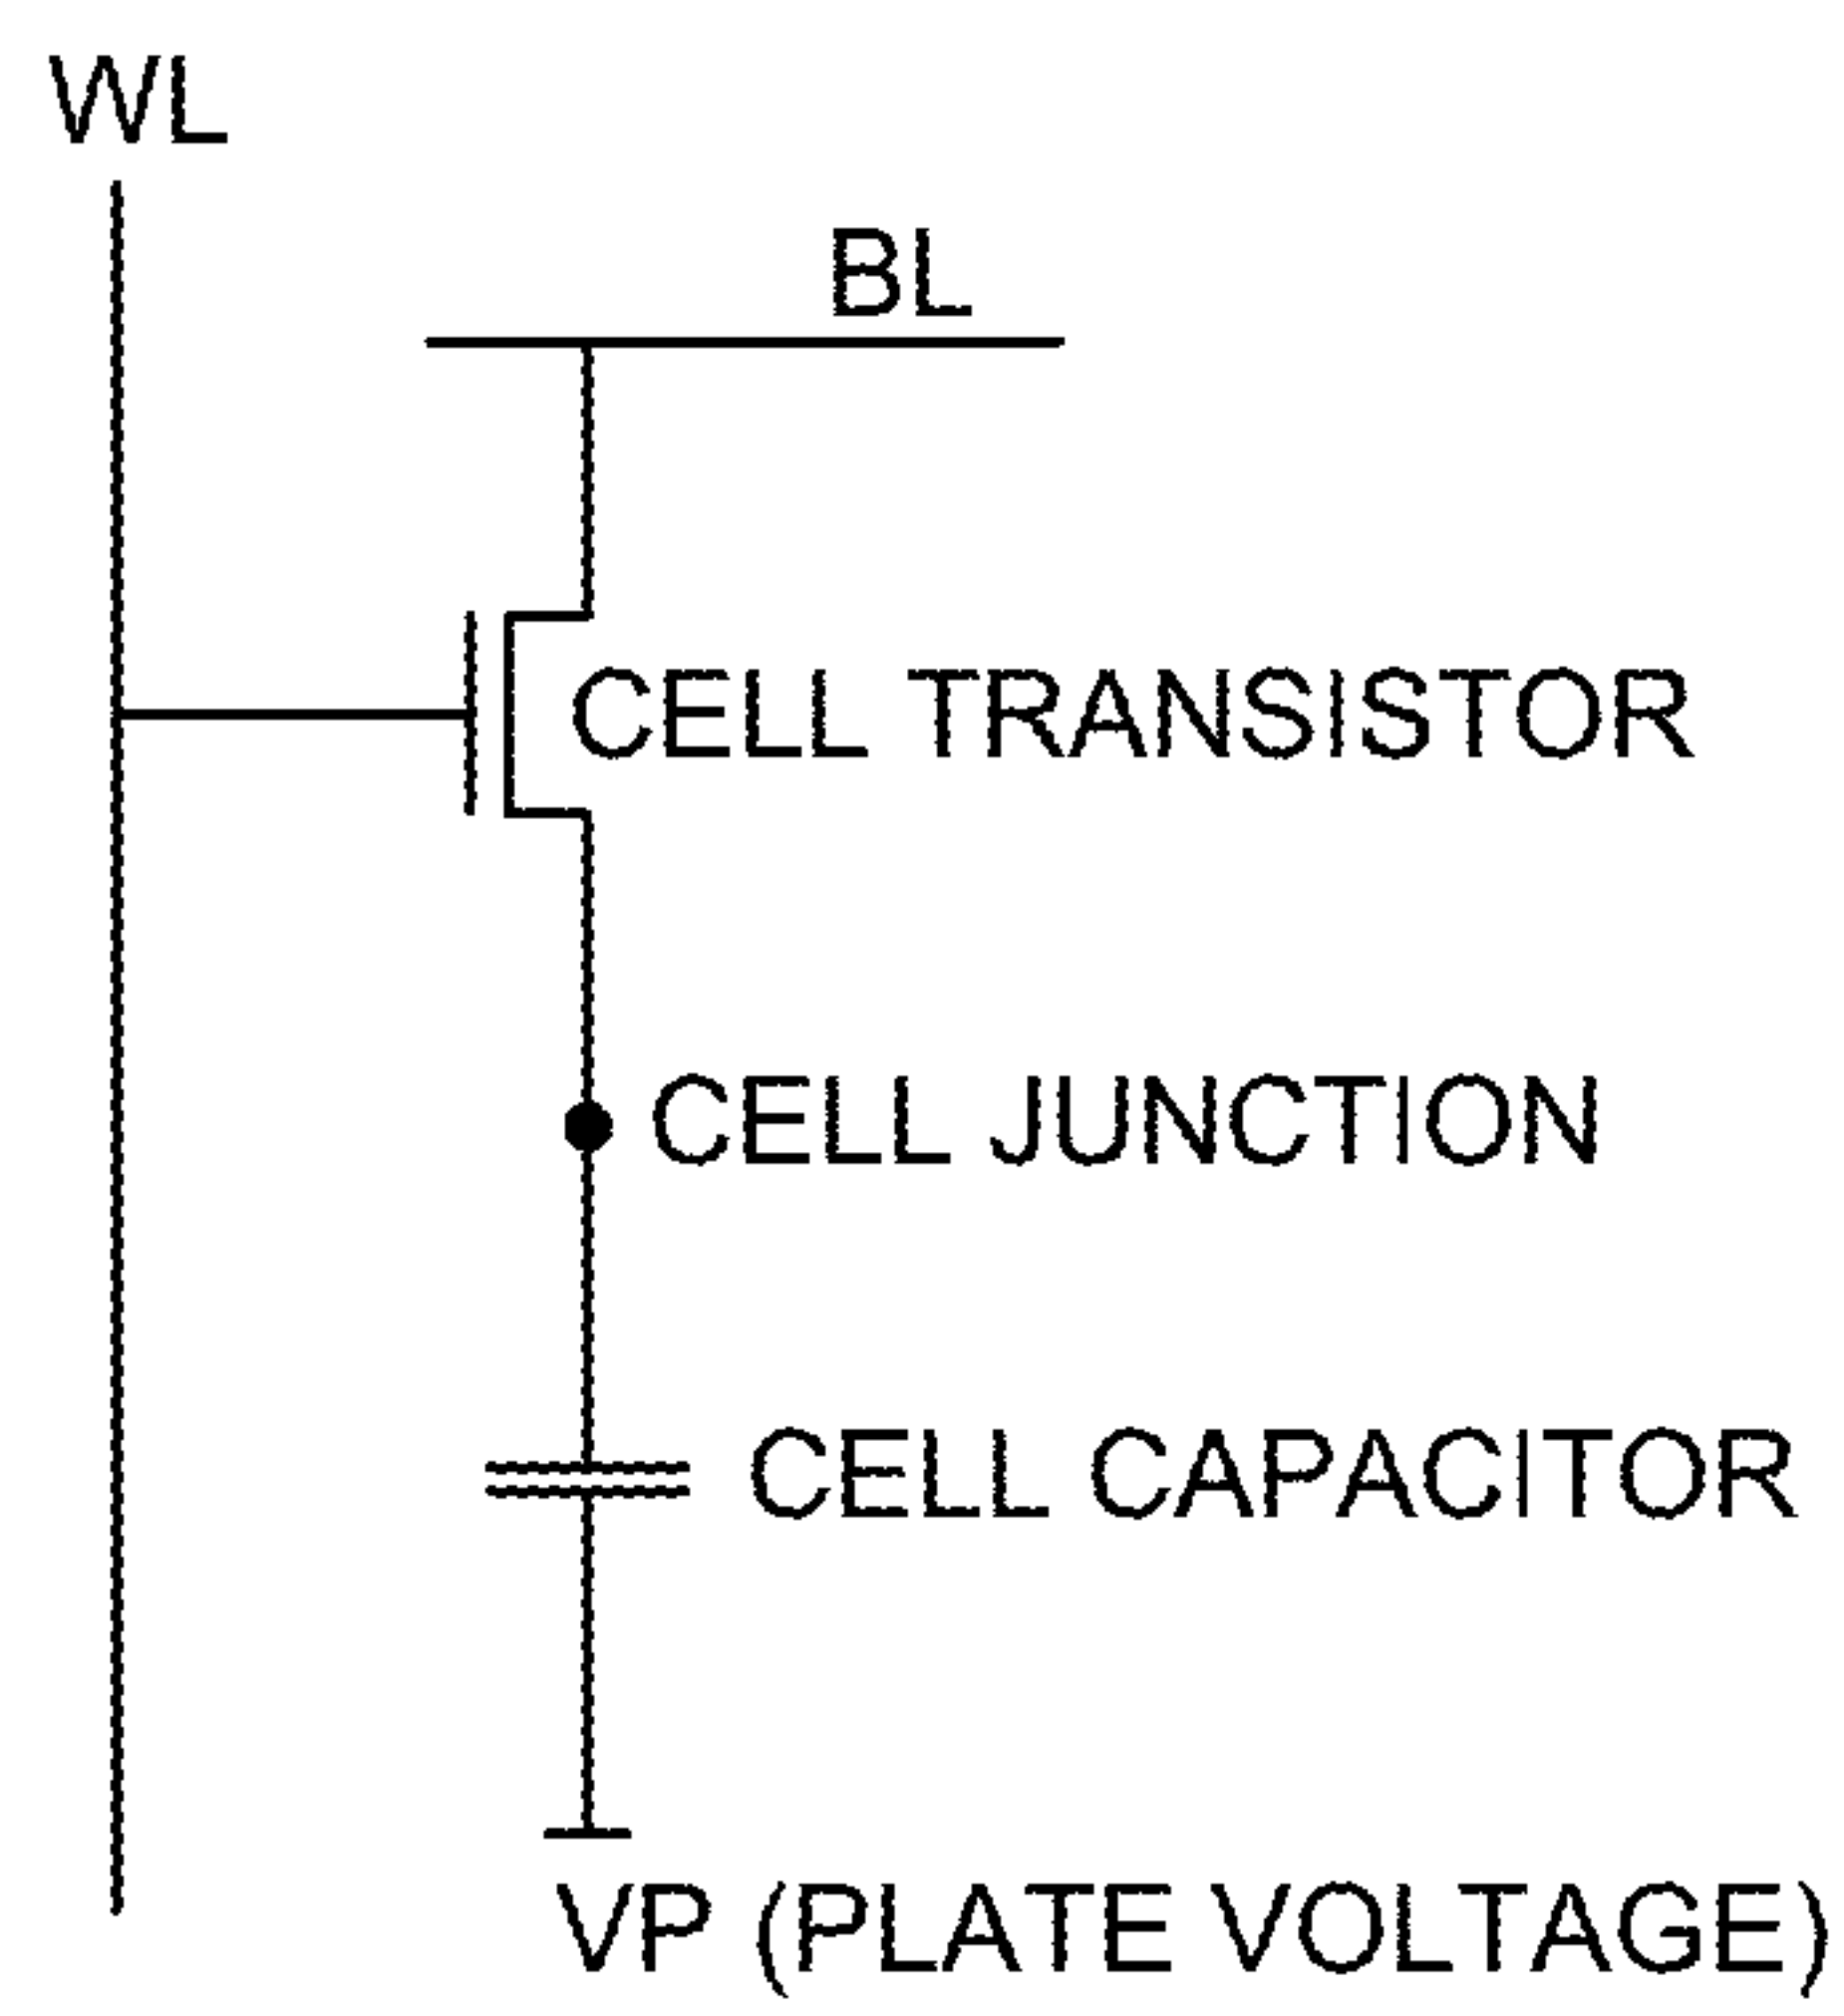 WL
BL
CELL TRANSISTOR
CELL JUNCTION
CELL CAPACITOR
VP (PLATE VOLTAGE)